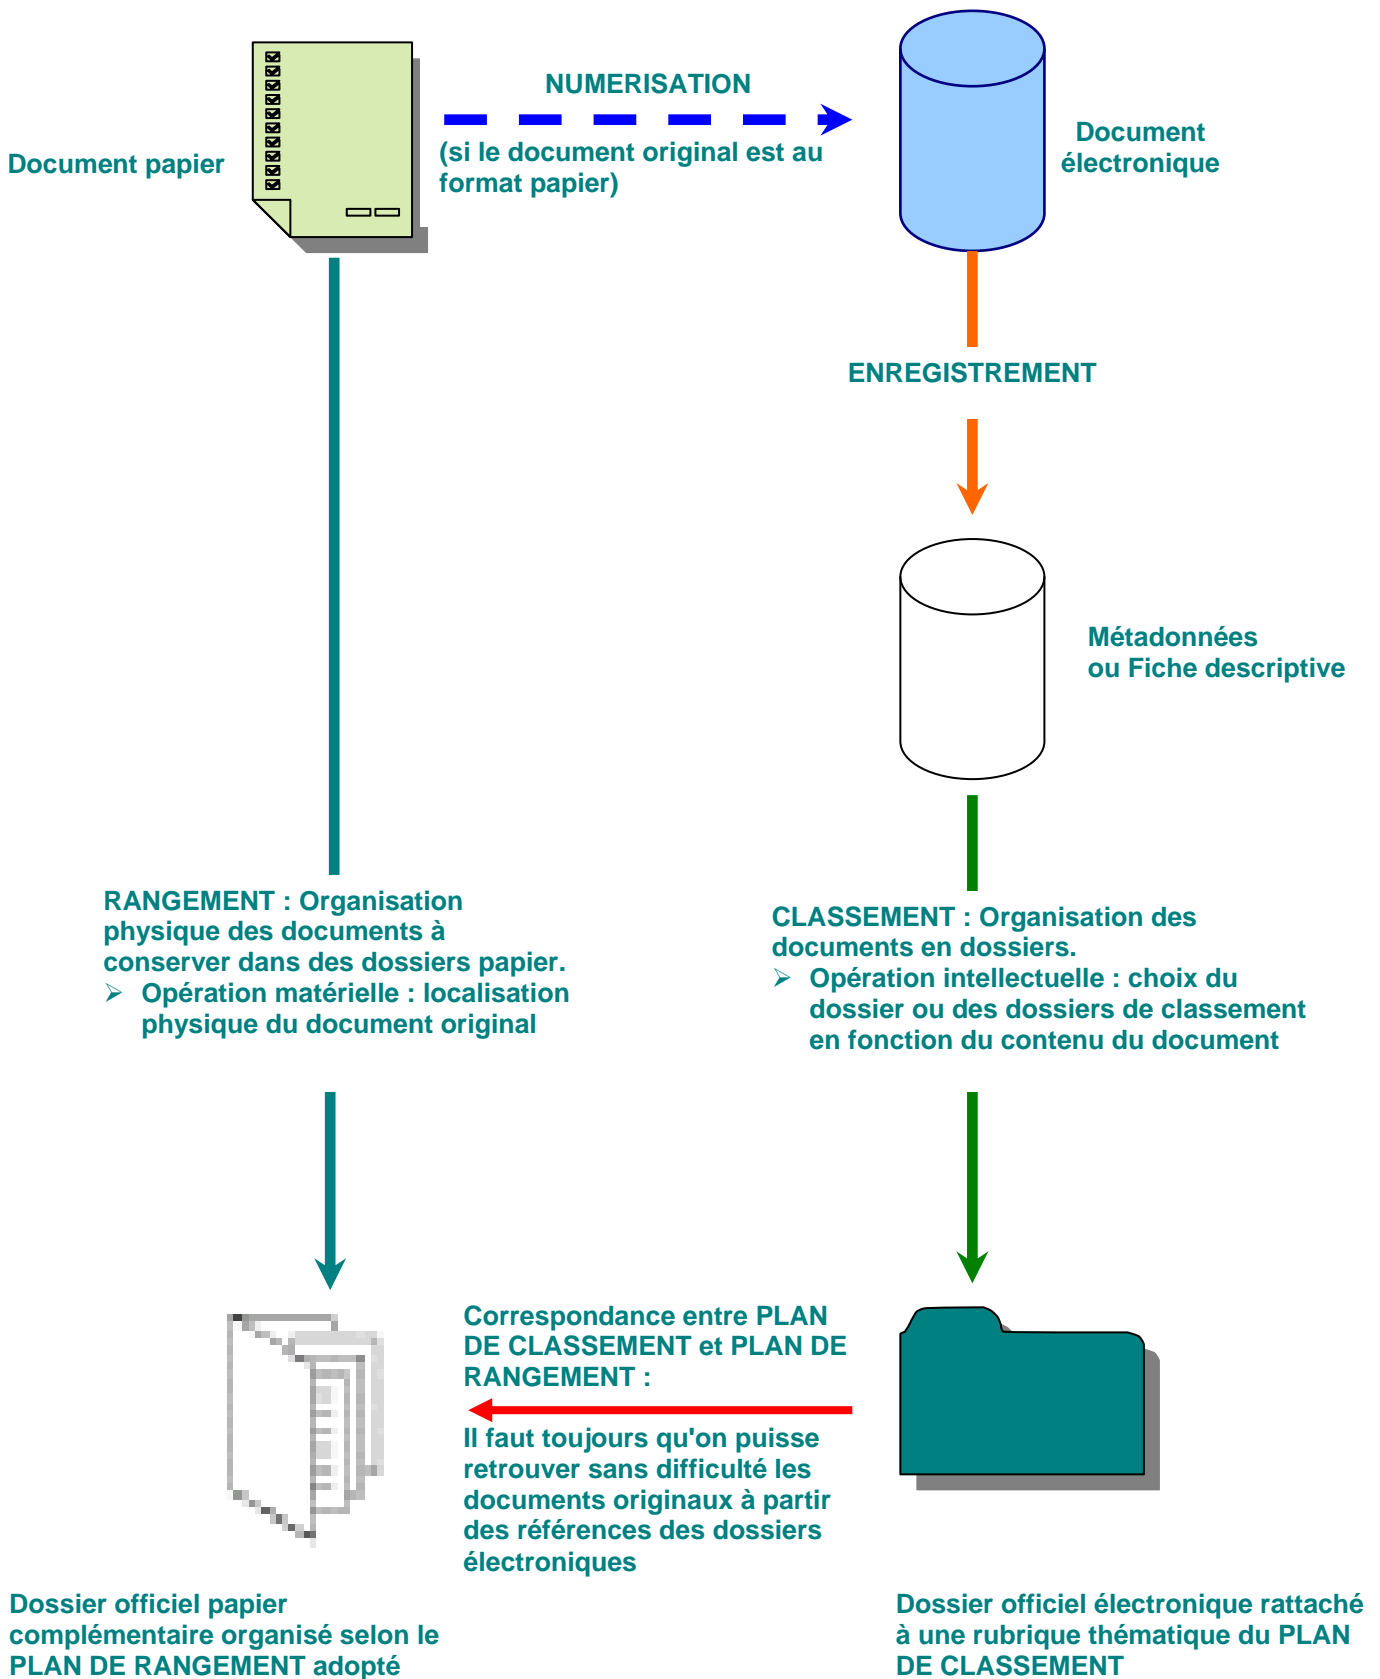 NUMERISATION
Document papier
(si le document original est au
format papier)
Document
électronique
ENREGISTREMENT
Métadonnées
ou Fiche descriptive
RANGEMENT : Organisation
physique des documents à
conserver dans des dossiers papier.
➢ Opération matérielle : localisation
physique du document original
CLASSEMENT : Organisation des
documents en dossiers.
➢ Opération intellectuelle : choix du
dossier ou des dossiers de classement
en fonction du contenu du document
Correspondance entre PLAN
DE CLASSEMENT et PLAN DE
RANGEMENT :
Il faut toujours qu'on puisse
retrouver sans difficulté les
documents originaux à partir
des références des dossiers
électroniques
Dossier officiel papier
complémentaire organisé selon le
PLAN DE RANGEMENT adopté
Dossier officiel électronique rattaché
à une rubrique thématique du PLAN
DE CLASSEMENT